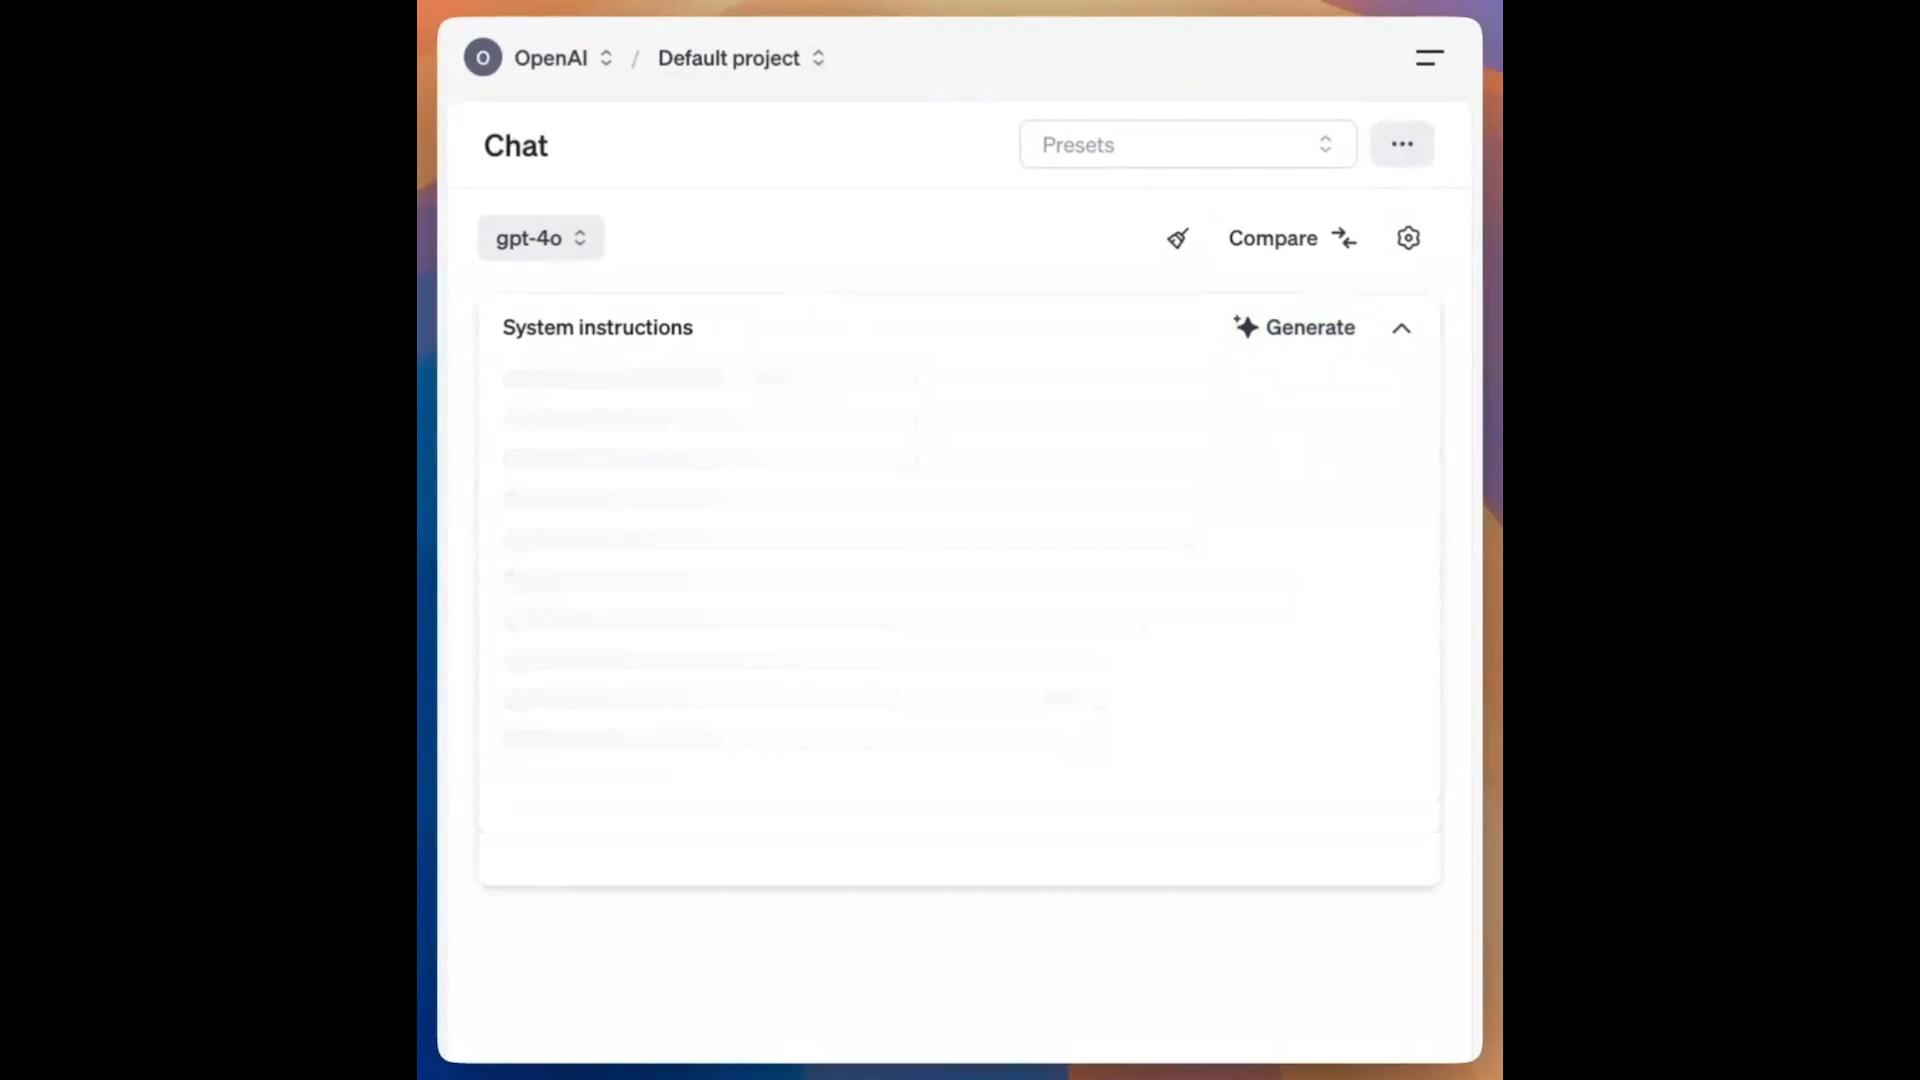 O OpenAI / Default project
Chat
Presets
gpt-4o
Compare
System instructions
Generate